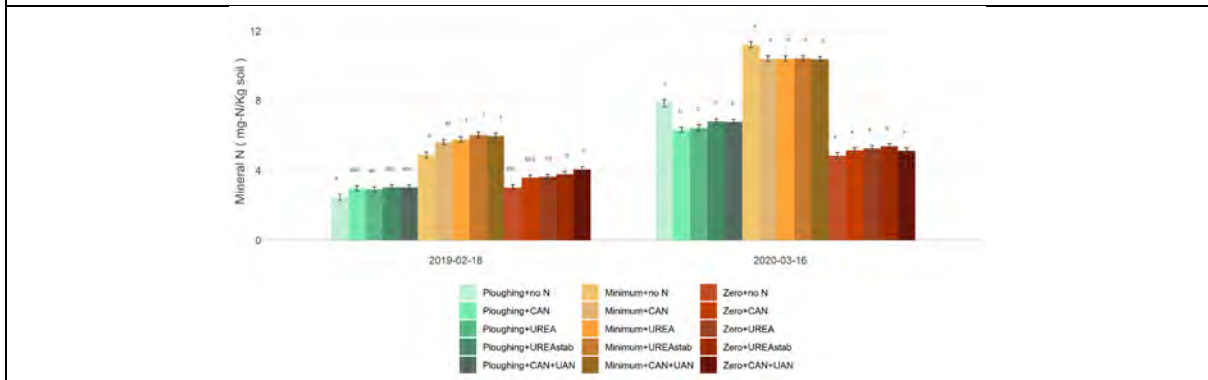 12
8
4
0
Mineral N ( mg-N/Kg soil )
2019-02-18
2020-03-16
Ploughing+no N
Minimum+no N
Zero+no N
Ploughing+CAN
Minimum+CAN
Zero+CAN
Ploughing+UREA
Minimum+UREA
Zero+UREA
Ploughing+UREAstab
Minimum+UREAstab
Zero+UREAstab
Ploughing+CAN+UAN
Minimum+CAN+UAN
Zero+CAN+UAN